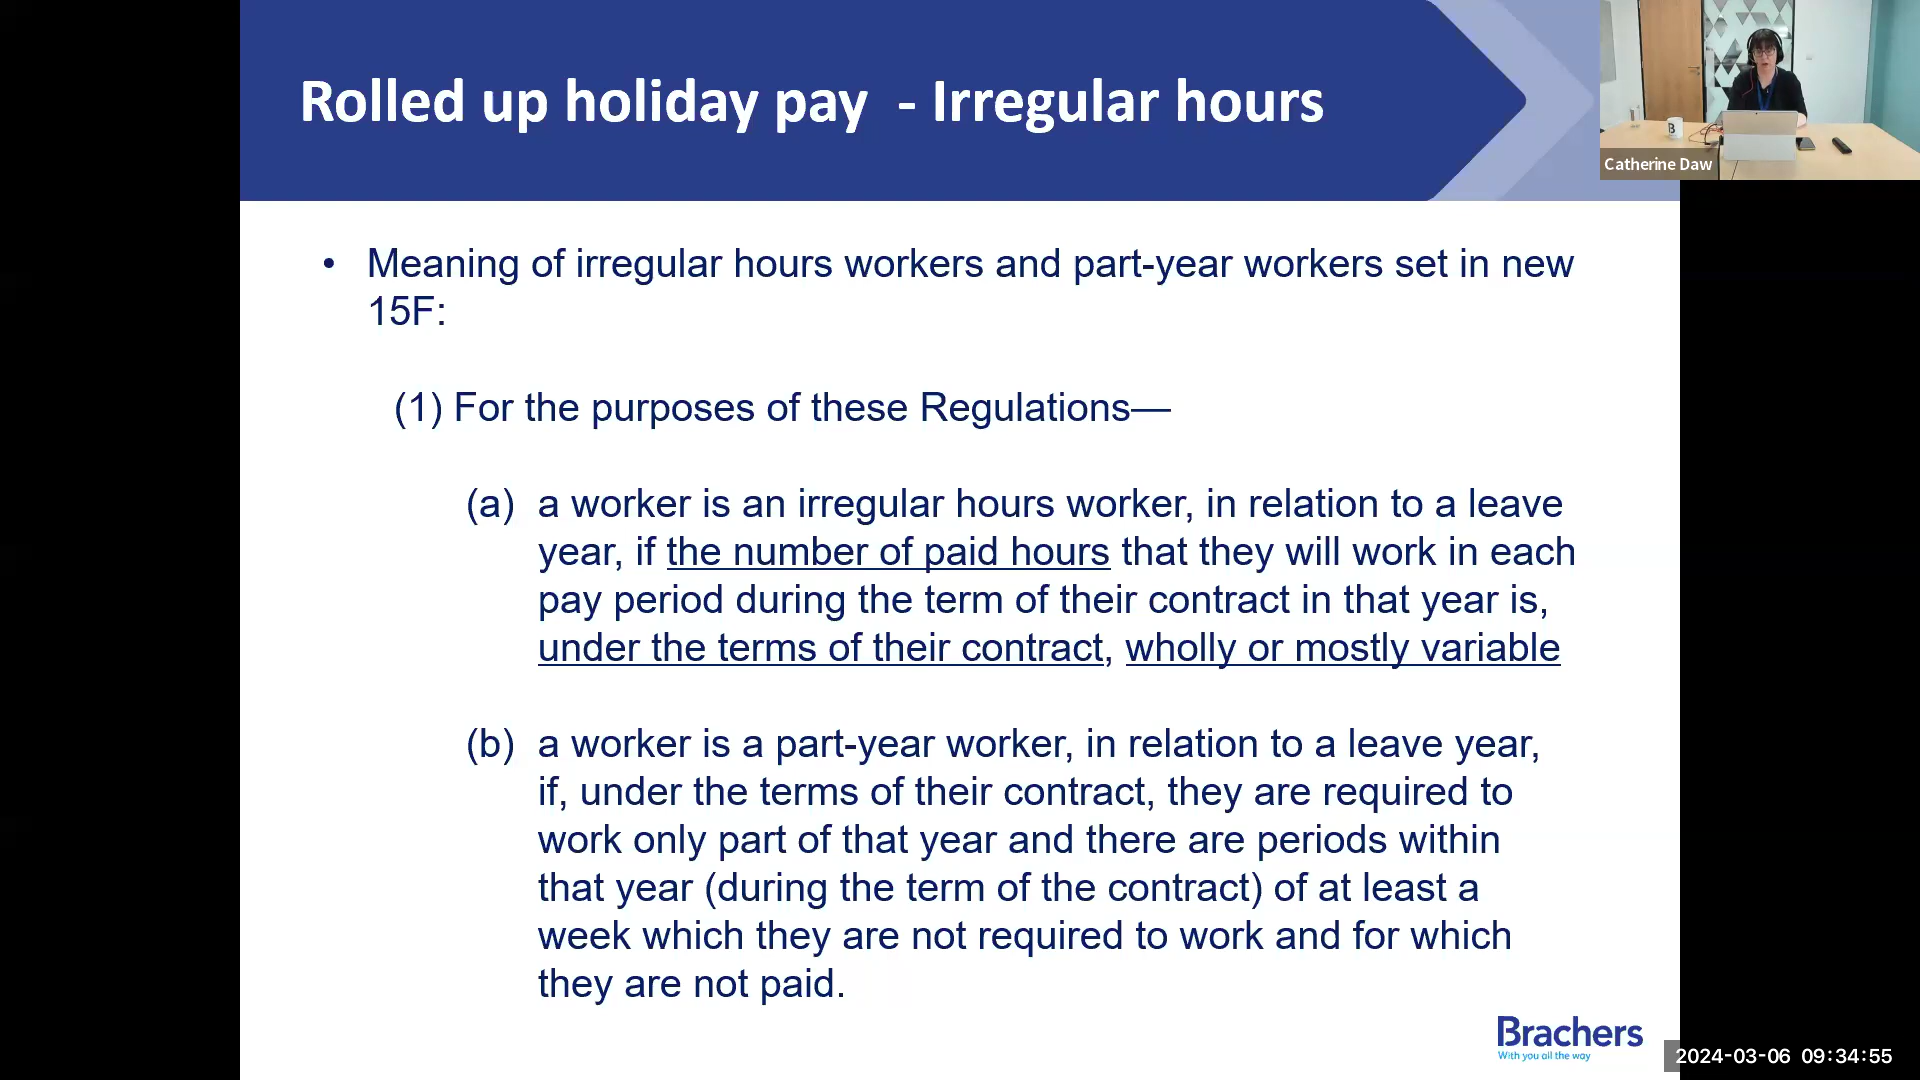 Rolled up holiday pay - Irregular hours
Catherine Daw
• Meaning of irregular hours workers and part-year workers set in new
15F:
(1) For the purposes of these Regulations—
(a) a worker is an irregular hours worker, in relation to a leave
year, if the number of paid hours that they will work in each
pay period during the term of their contract in that year is,
under the terms of their contract, wholly or mostly variable
(b) a worker is a part-year worker, in relation to a leave year,
if, under the terms of their contract, they are required to
work only part of that year and there are periods within
that year (during the term of the contract) of at least a
week which they are not required to work and for which
they are not paid.
Brachers
With you all the way
2024-03-06 09:34:55
B